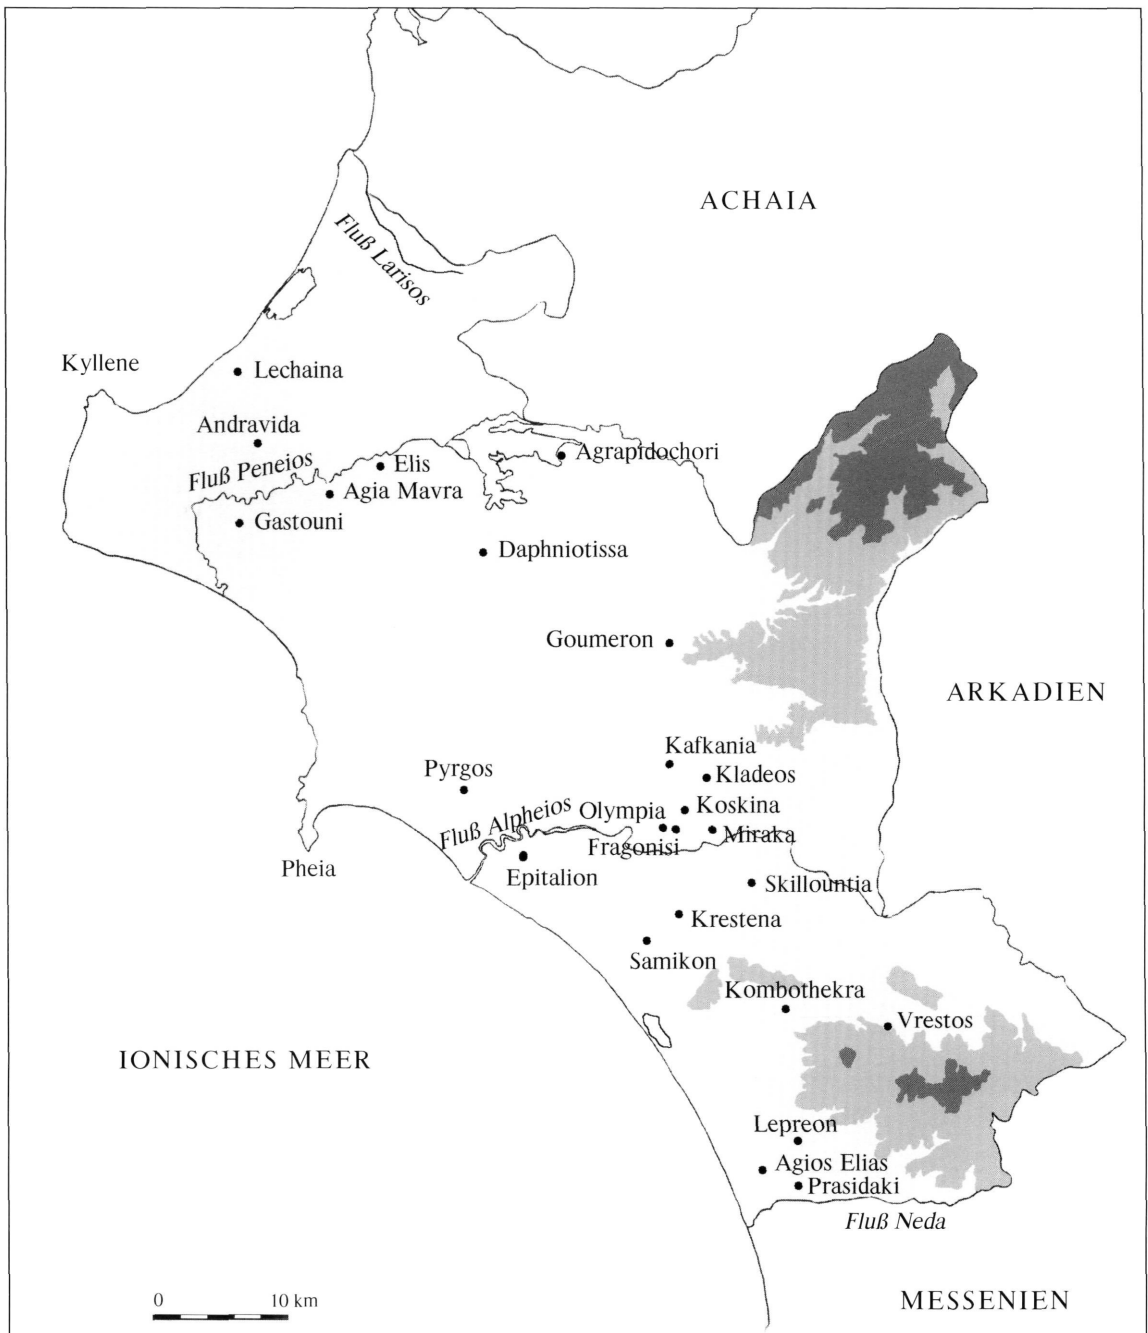 ACHAIA
Fluß Larisos
Kyllene
Lechaina
Andravida
Fluß Peneios
Elis
Agrapidochori
Agia Mavra
Gastouni
Daphniotissa
Goumeron
ARKADIEN
Kafkania
Pyrgos
Kladeos
Fluß Alpheios
Olympia
Koskina
Fragonisi
Miraka
Pheia
Epitalion
Skillountia
Krestena
Samikon
Kombothekra
Vrestos
IONISCHES MEER
Lepreon
Agios Elias
Prasidaki
Fluß Neda
0 10 km
MESSENIEN